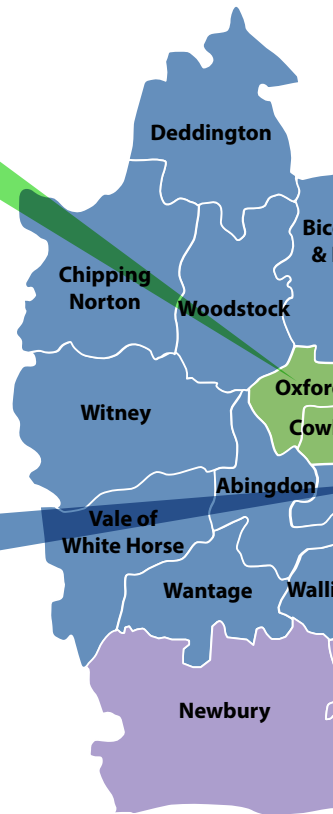 Deddington
Chipping
Norton
Woodstock
Witney
Abingdon
Vale of
White Horse
Wantage
Newbury